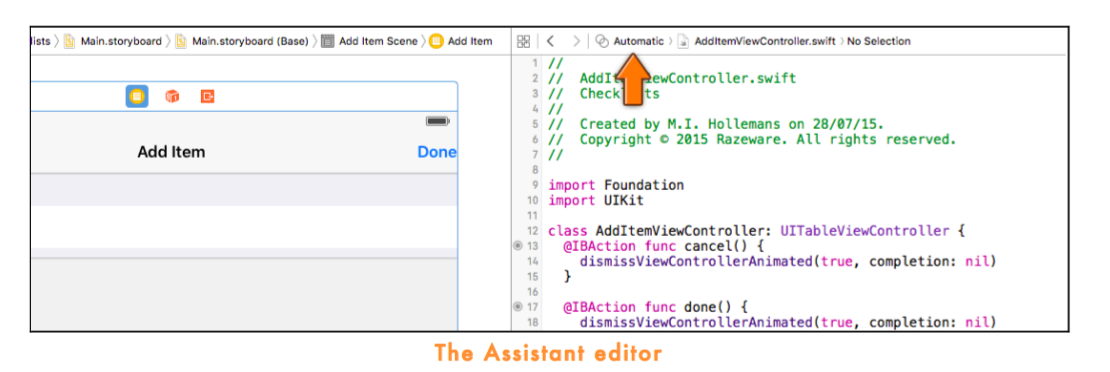 lists 〉 Main.storyboard 〉 Main.storyboard (Base) 〉 Add Item Scene 〉 Add Item
Automatic 〉 AddItemViewController.swift 〉 No Selection
Add Item
Done
1 //
2 // AddIt ewController.swift
3 // Check ts
4 //
5 // Created by M.I. Hollemans on 28/07/15.
6 // Copyright © 2015 Razeware. All rights reserved.
7 //
8
9 import Foundation
10 import UIKit
11
12 class AddItemViewController: UITableViewController {
13 @IBAction func cancel() {
14 dismissViewControllerAnimated(true, completion: nil)
15 }
16
17 @IBAction func done() {
18 dismissViewControllerAnimated(true, completion: nil)
The Assistant editor